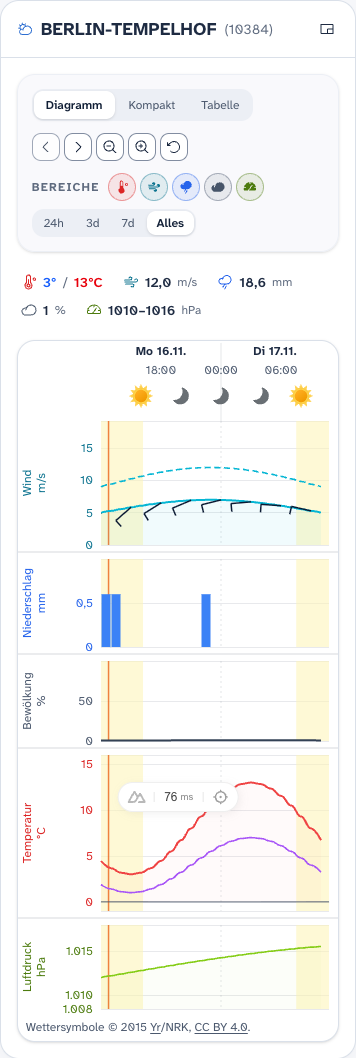 BERLIN-TEMPELHOF (10384)
Diagramm Kompakt Tabelle
BEREICHE
24h 3d 7d Alles
3° / 13°C 12,0 m/s 18,6 mm
1 % 1010–1016 hPa
Mo 16.11. Di 17.11.
18:00 00:00 06:00
Wind
m/s
15
10
5
0
Niederschlag
mm
0,5
0
Bewölkung
%
50
0
Temperatur
°C
15
10
5
0
76 ms
Luftdruck
hPa
1.015
1.010
1.008
Wettersymbole © 2015 Yr/NRK, CC BY 4.0.